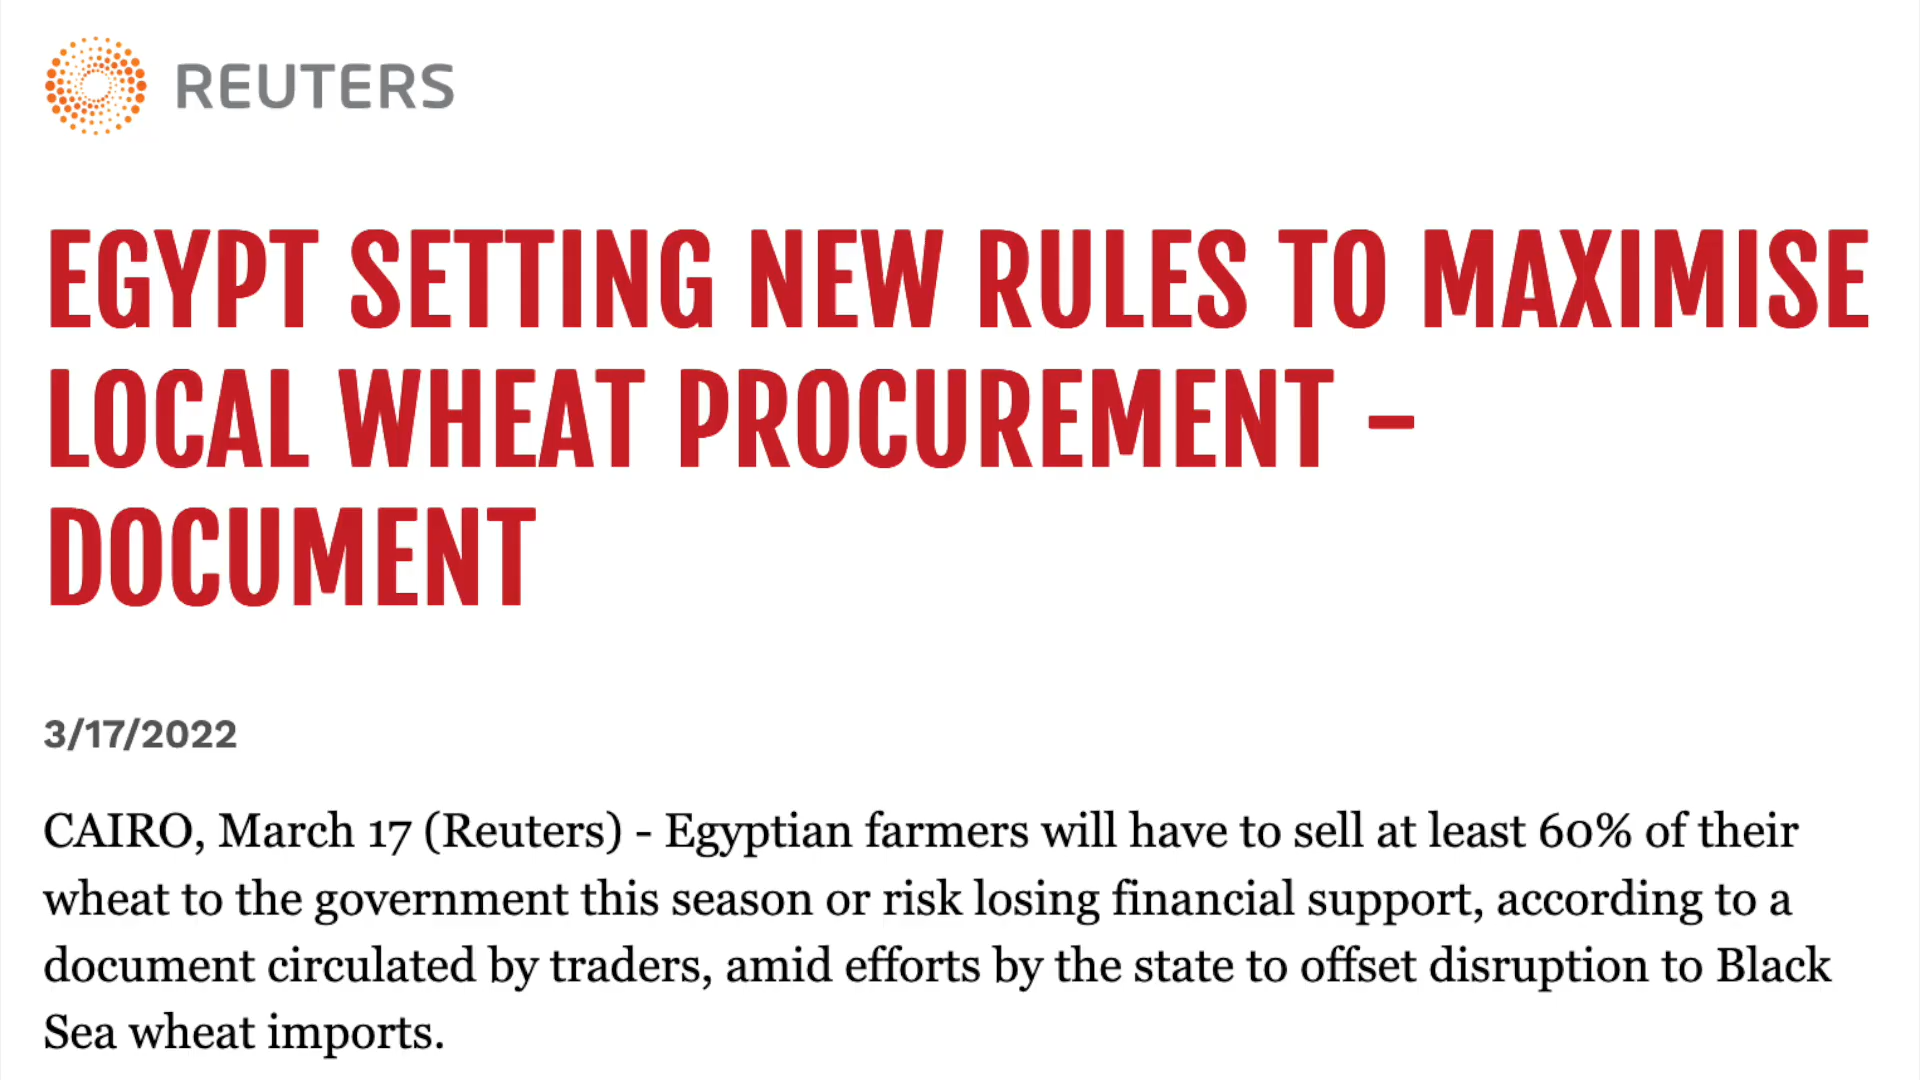 REUTERS
EGYPT SETTING NEW RULES TO MAXIMISE
LOCAL WHEAT PROCUREMENT –
DOCUMENT
3/17/2022
CAIRO, March 17 (Reuters) - Egyptian farmers will have to sell at least 60% of their
wheat to the government this season or risk losing financial support, according to a
document circulated by traders, amid efforts by the state to offset disruption to Black
Sea wheat imports.